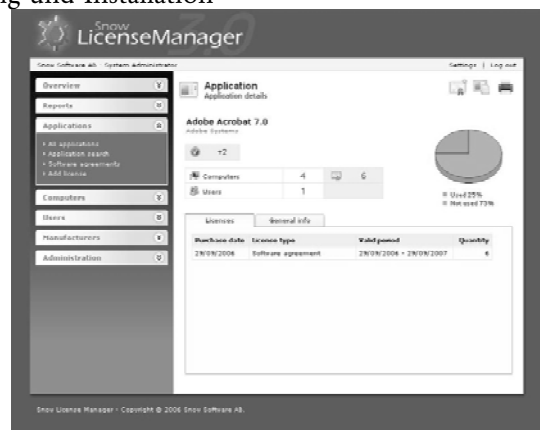 ng und Installation
Snow
LicenseManager
3.0
Snow Software AB - System Administrator
Settings | Log out
Overview
Reports
Applications
All applications
Application search
Software agreements
Add license
Computers
Users
Manufacturers
Administration
Application
Application details
Adobe Acrobat 7.0
Adobe Systems
+2
Computers 4 6
Users 1
Used 25%
Not used 75%
Licenses General info
Purchase date License type Valid period Quantity
29/09/2006 Software agreement 29/09/2006 - 29/09/2007 6
Snow License Manager - Copyright © 2006 Snow Software AB.